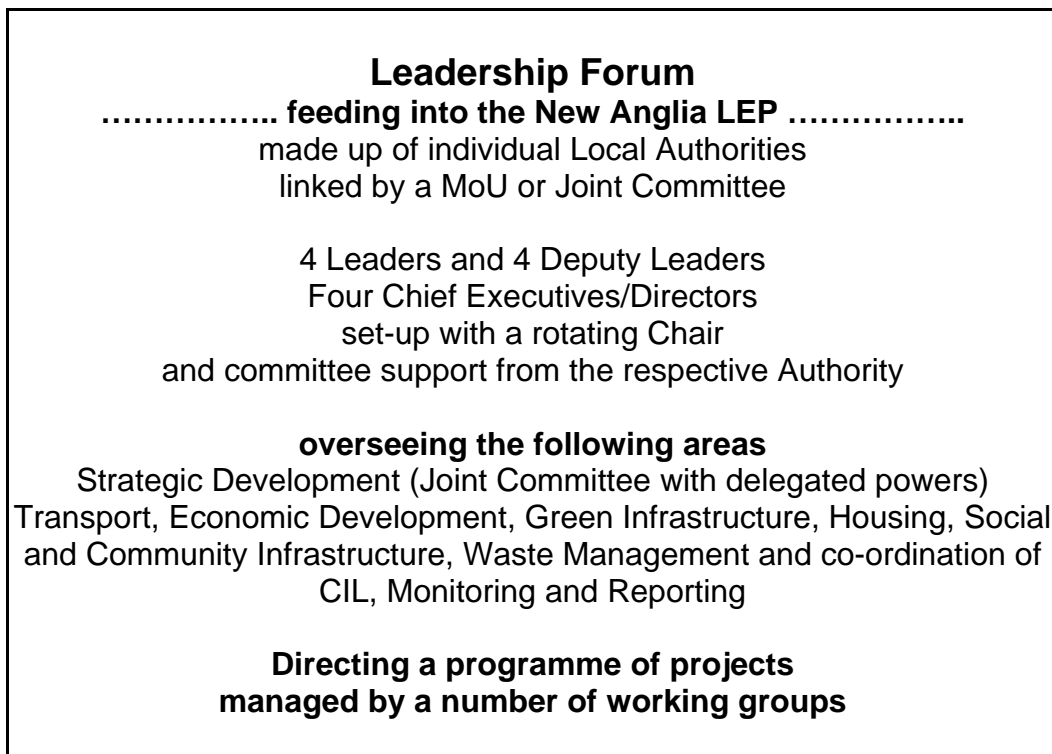 Leadership Forum
…………….. feeding into the New Anglia LEP ……………..
made up of individual Local Authorities
linked by a MoU or Joint Committee
4 Leaders and 4 Deputy Leaders
Four Chief Executives/Directors
set-up with a rotating Chair
and committee support from the respective Authority
overseeing the following areas
Strategic Development (Joint Committee with delegated powers)
Transport, Economic Development, Green Infrastructure, Housing, Social
and Community Infrastructure, Waste Management and co-ordination of
CIL, Monitoring and Reporting
Directing a programme of projects
managed by a number of working groups